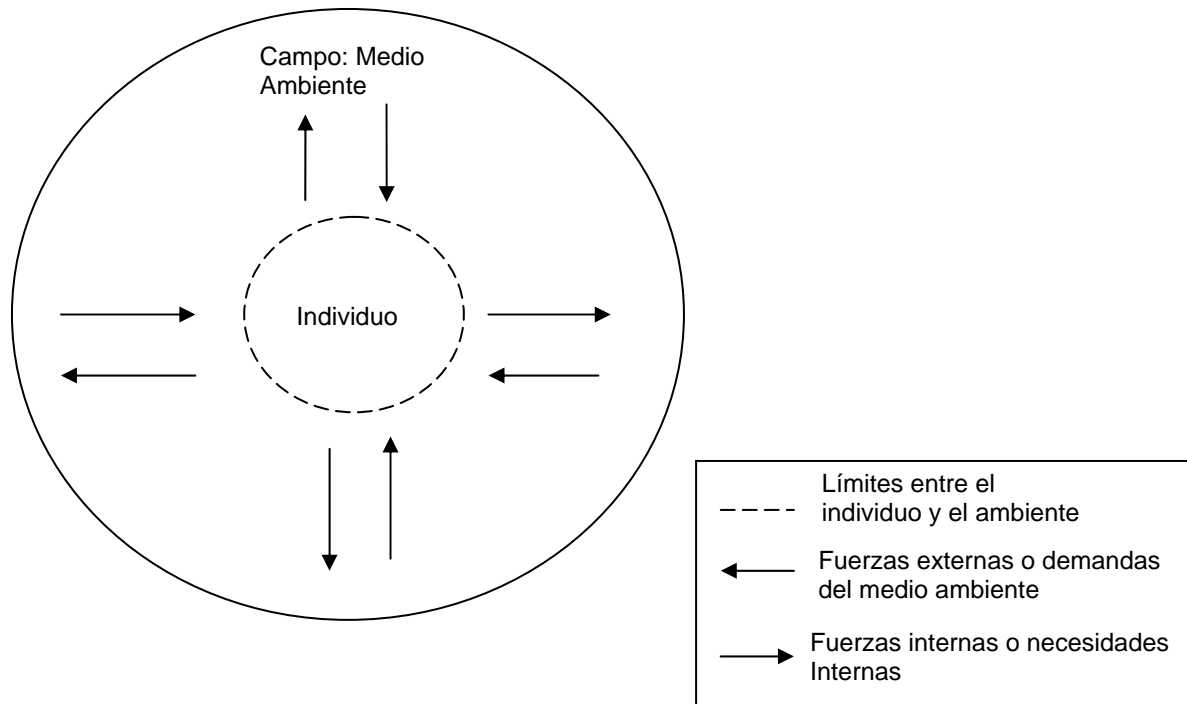 Campo: Medio
Ambiente
Individuo
Límites entre el
individuo y el ambiente
Fuerzas externas o demandas
del medio ambiente
Fuerzas internas o necesidades
Internas